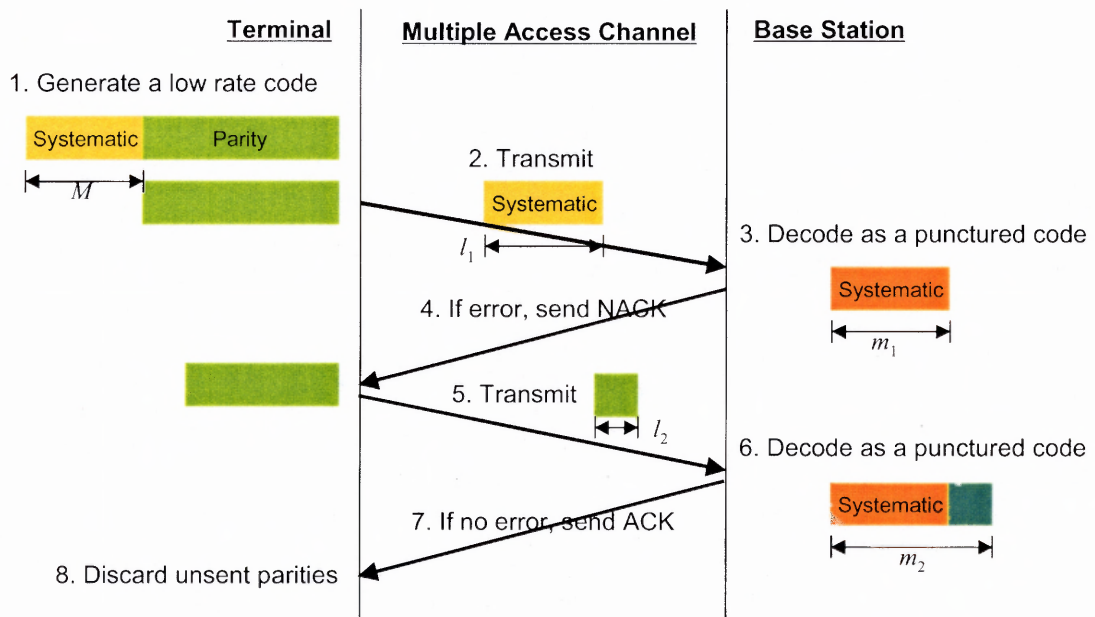 Terminal
Multiple Access Channel
Base Station
1. Generate a low rate code
Systematic
Parity
M
2. Transmit
Systematic
l1
3. Decode as a punctured code
Systematic
m1
4. If error, send NACK
5. Transmit
l2
6. Decode as a punctured code
Systematic
m2
7. If no error, send ACK
8. Discard unsent parities